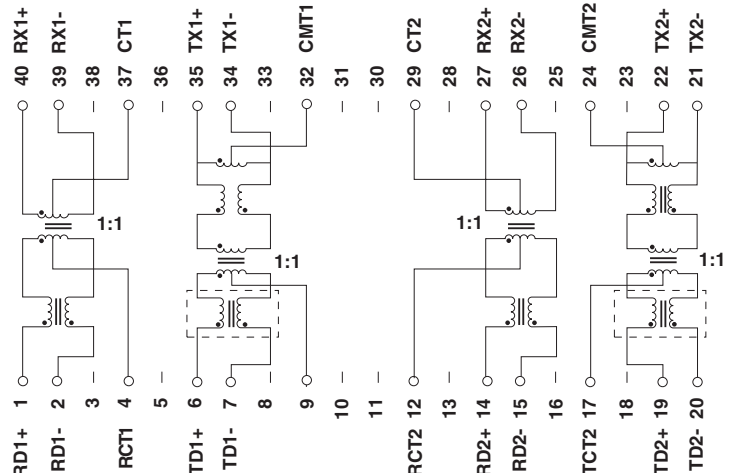 40 RX1+
39 RX1-
38
37 CT1
36
35 TX1+
34 TX1-
33
32 CMT1
31
30
29 CT2
28
27 RX2+
26 RX2-
25
24 CMT2
23
22 TX2+
21 TX2-
1:1
1:1
1:1
1:1
RD1+ 1
RD1- 2
3
RCT1 4
5
TD1+ 6
TD1- 7
8
9
10
11
RCT2 12
13
RD2+ 14
RD2- 15
16
TCT2 17
18
TD2+ 19
TD2- 20